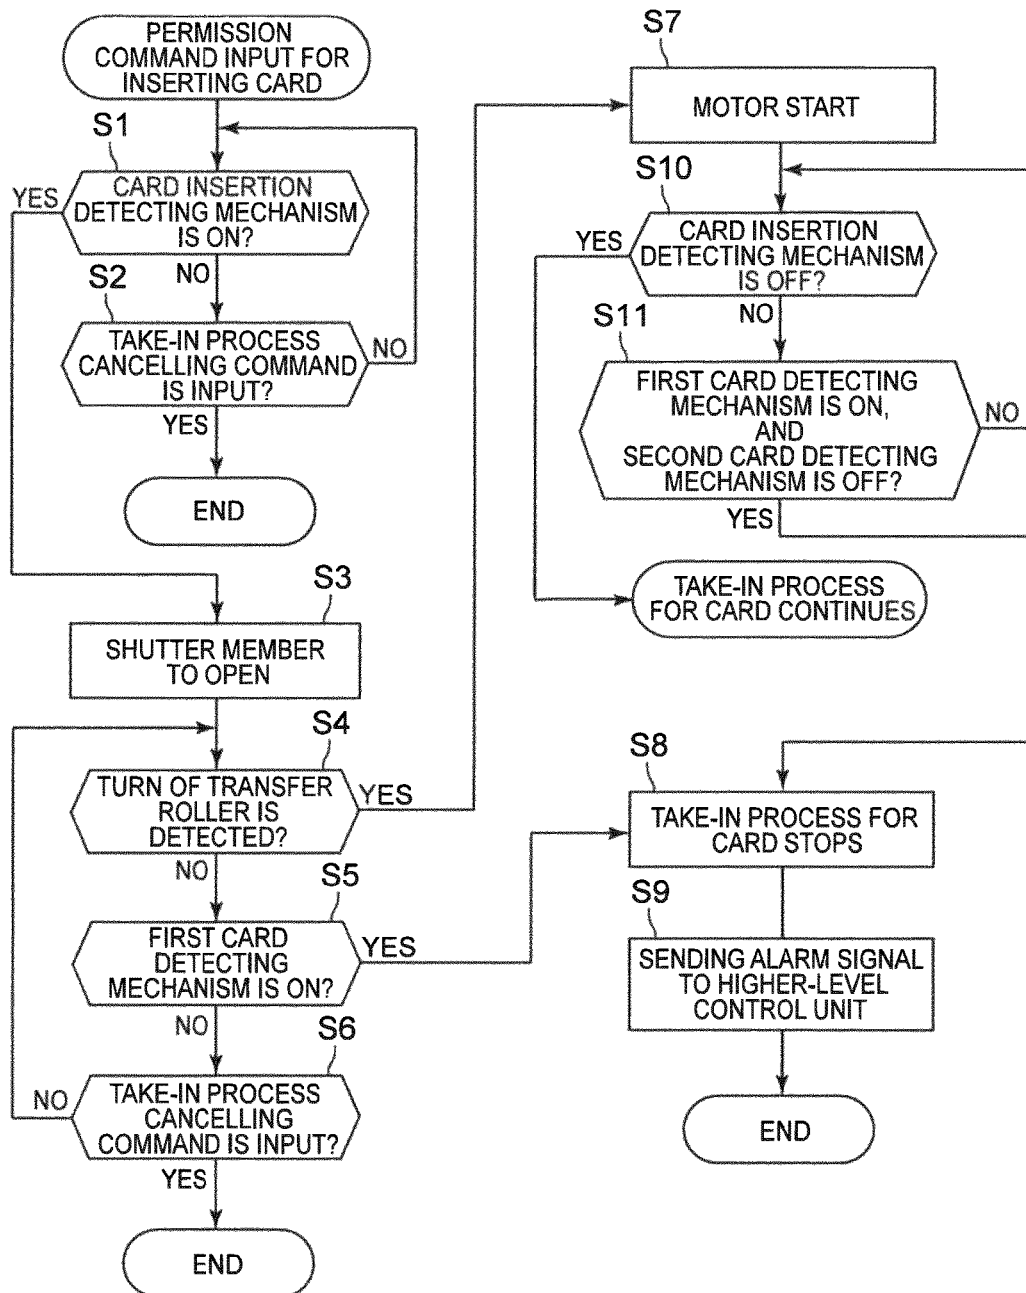 PERMISSION
COMMAND INPUT FOR
INSERTING CARD
S1
YES
CARD INSERTION
DETECTING MECHANISM
IS ON?
NO
S2
TAKE-IN PROCESS
CANCELLING COMMAND
IS INPUT?
NO
YES
END
S3
SHUTTER MEMBER
TO OPEN
S4
TURN OF TRANSFER
ROLLER IS
DETECTED?
YES
NO
S5
FIRST CARD
DETECTING
MECHANISM IS ON?
YES
NO
S6
NO
TAKE-IN PROCESS
CANCELLING
COMMAND IS INPUT?
YES
END
S7
MOTOR START
S10
YES
CARD INSERTION
DETECTING MECHANISM
IS OFF?
NO
S11
FIRST CARD DETECTING
MECHANISM IS ON,
AND
SECOND CARD DETECTING
MECHANISM IS OFF?
NO
YES
TAKE-IN PROCESS
FOR CARD CONTINUES
S8
TAKE-IN PROCESS FOR
CARD STOPS
S9
SENDING ALARM SIGNAL
TO HIGHER-LEVEL
CONTROL UNIT
END